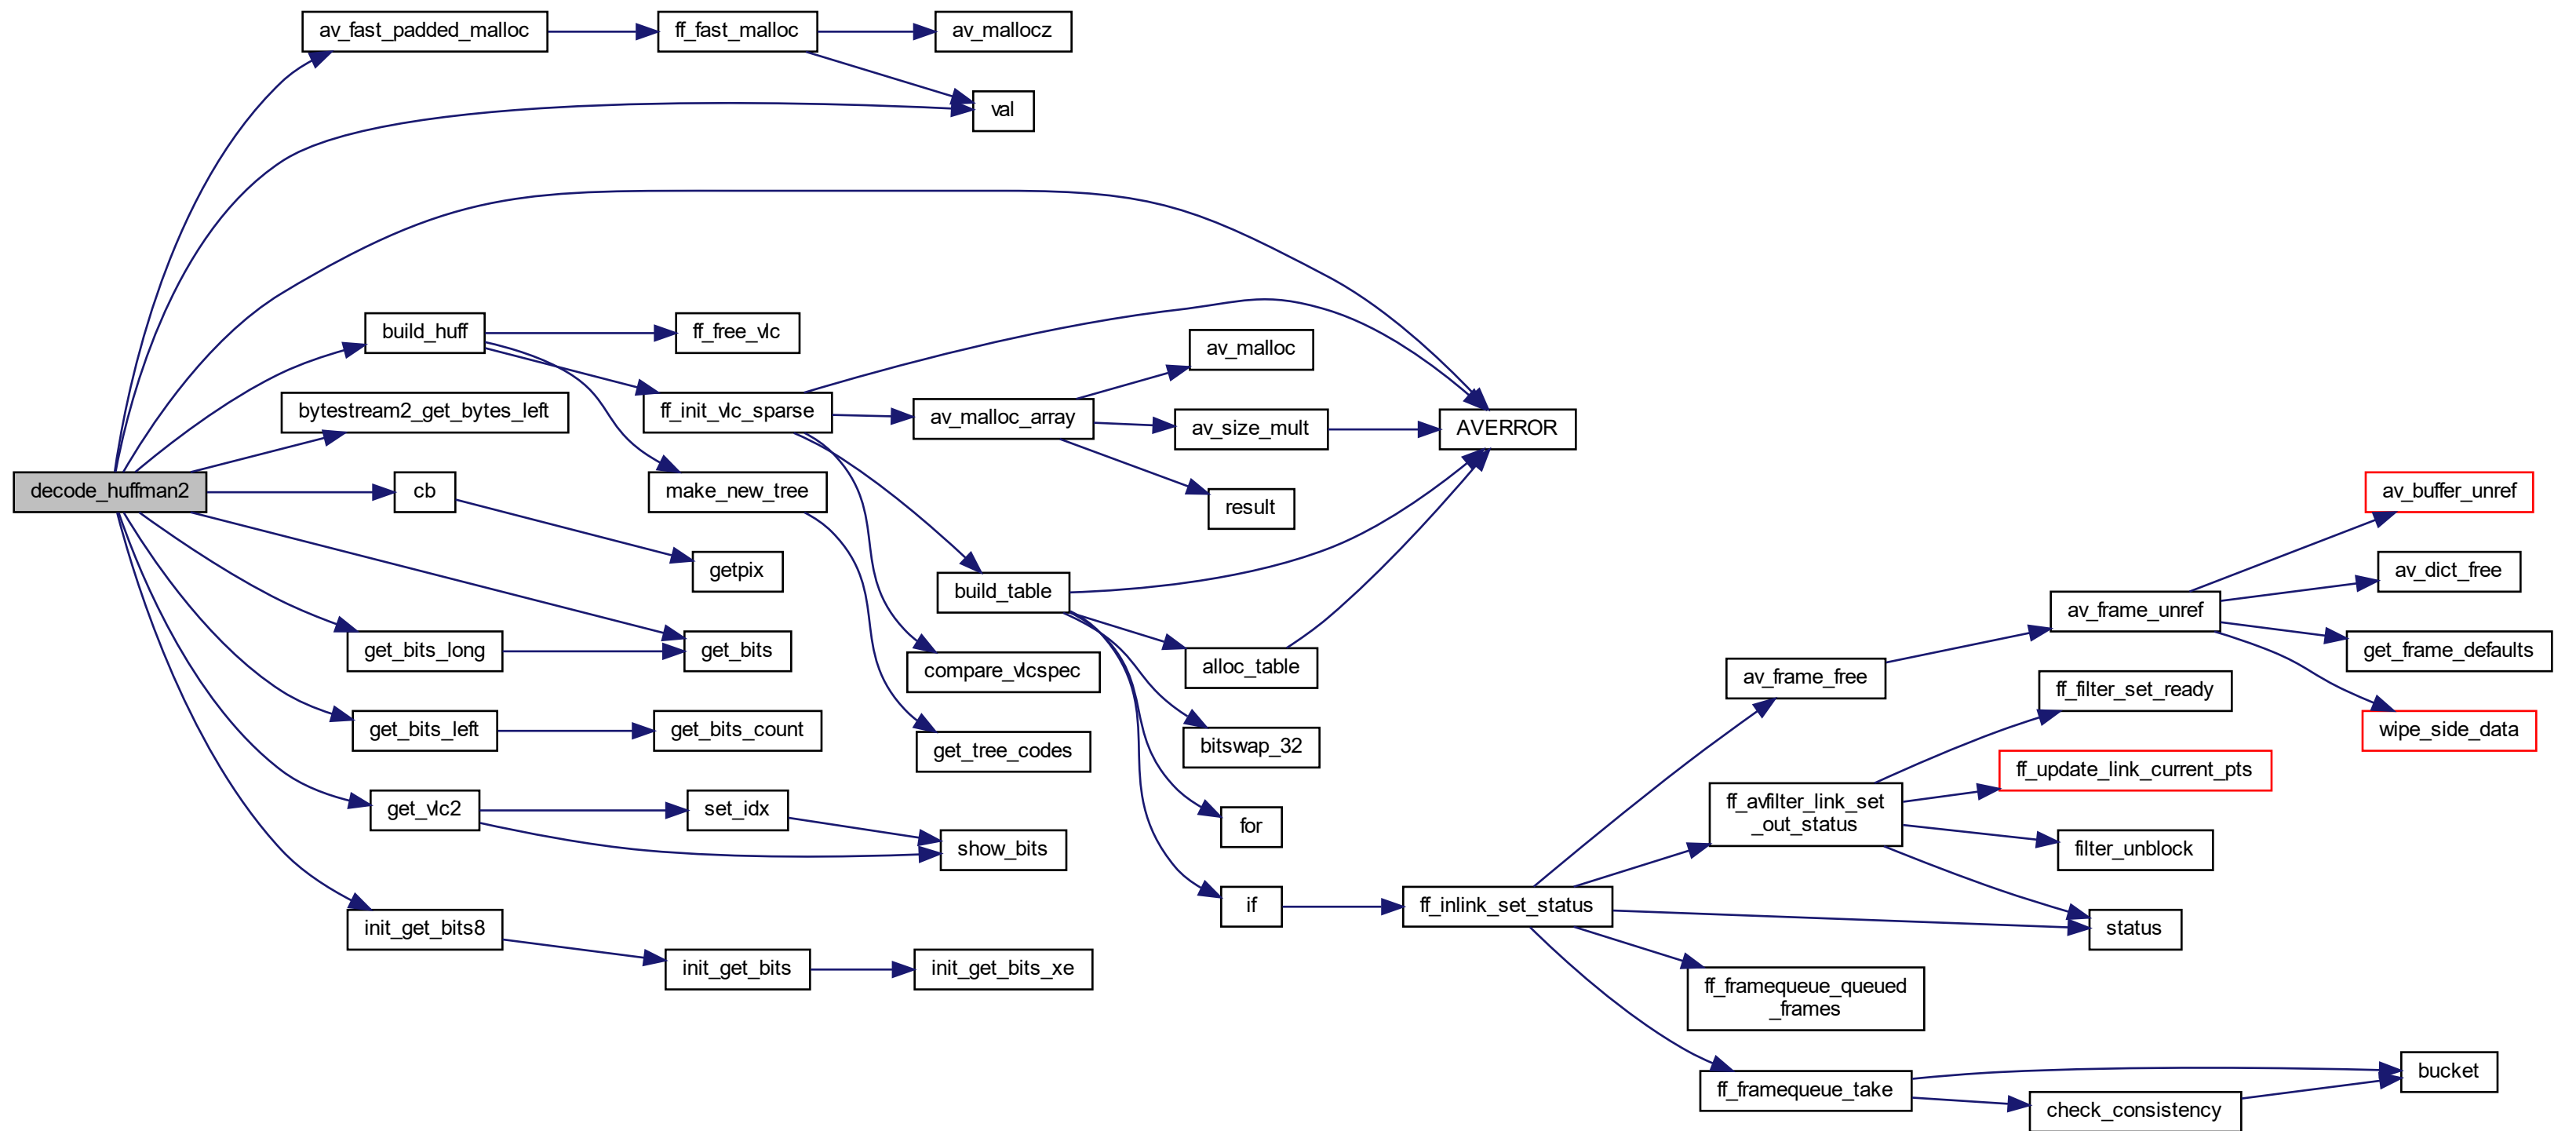 av_fast_padded_malloc
ff_fast_malloc
av_mallocz
val
build_huff
ff_free_vlc
av_malloc
bytestream2_get_bytes_left
ff_init_vlc_sparse
av_malloc_array
av_size_mult
AVERROR
decode_huffman2
cb
make_new_tree
result
av_buffer_unref
getpix
build_table
av_dict_free
av_frame_unref
get_bits_long
get_bits
compare_vlcspec
alloc_table
av_frame_free
get_frame_defaults
ff_filter_set_ready
get_bits_left
get_bits_count
get_tree_codes
bitswap_32
wipe_side_data
ff_update_link_current_pts
get_vlc2
set_idx
show_bits
for
ff_avfilter_link_set
_out_status
filter_unblock
init_get_bits8
if
ff_inlink_set_status
status
init_get_bits
init_get_bits_xe
ff_framequeue_queued
_frames
ff_framequeue_take
bucket
check_consistency